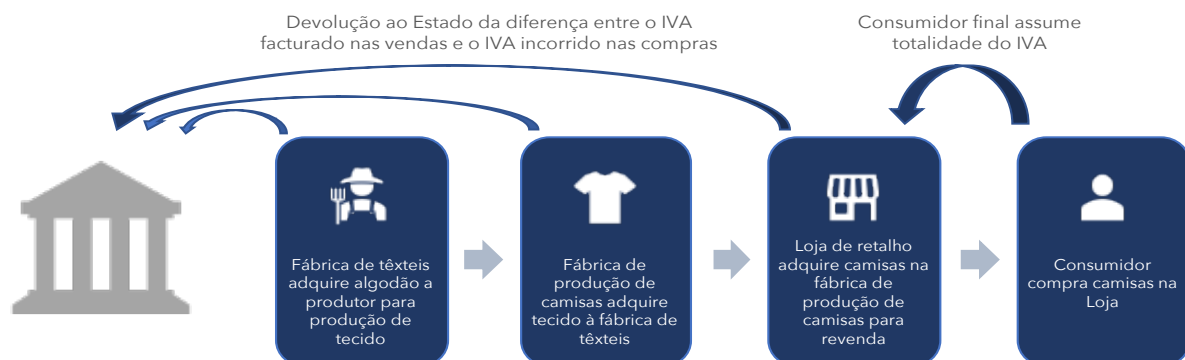 Devolução ao Estado da diferença entre o IVA
facturado nas vendas e o IVA incorrido nas compras
Consumidor final assume
totalidade do IVA
Fábrica de têxteis
adquire algodão a
produtor para
produção de
tecido
Fábrica de
produção de
camisas adquire
tecido à fábrica de
têxteis
Loja de retalho
adquire camisas na
fábrica de
produção de
camisas para
revenda
Consumidor
compra camisas na
Loja